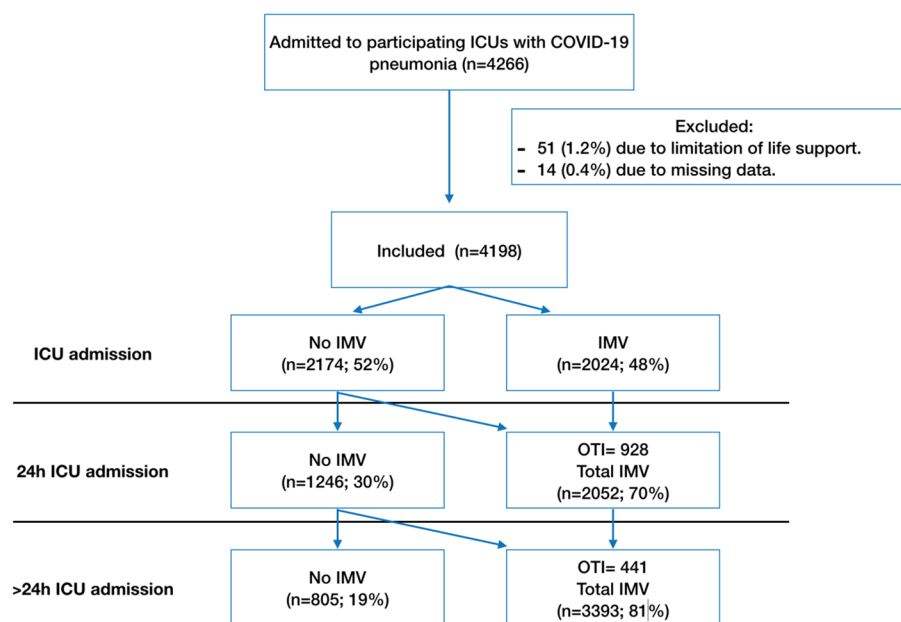 Admitted to participating ICUs with COVID-19
pneumonia (n=4266)
Excluded:
- 51 (1.2%) due to limitation of life support.
- 14 (0.4%) due to missing data.
Included (n=4198)
ICU admission
No IMV
(n=2174; 52%)
IMV
(n=2024; 48%)
24h ICU admission
No IMV
(n=1246; 30%)
OTI= 928
Total IMV
(n=2052; 70%)
>24h ICU admission
No IMV
(n=805; 19%)
OTI= 441
Total IMV
(n=3393; 81%)